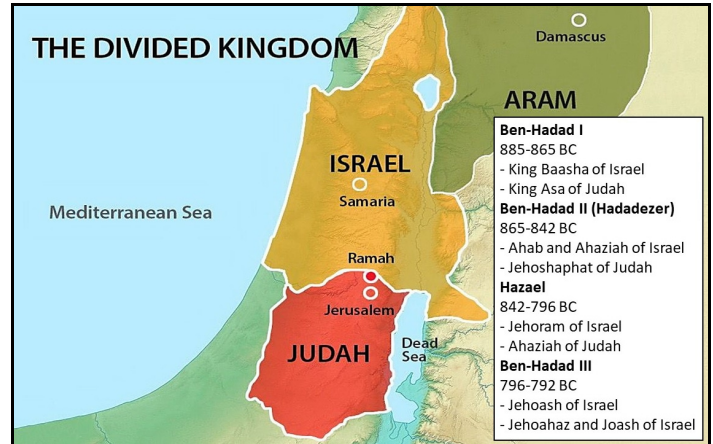 THE DIVIDED KINGDOM
Damascus
ARAM
ISRAEL
Samaria
Mediterranean Sea
Ramah
Jerusalem
JUDAH
Dead
Sea
Ben-Hadad I
885-865 BC
- King Baasha of Israel
- King Asa of Judah
Ben-Hadad II (Hadadezer)
865-842 BC
- Ahab and Ahaziah of Israel
- Jehoshaphat of Judah
Hazael
842-796 BC
- Jehoram of Israel
- Ahaziah of Judah
Ben-Hadad III
796-792 BC
- Jehoash of Israel
- Jehoahaz and Joash of Israel